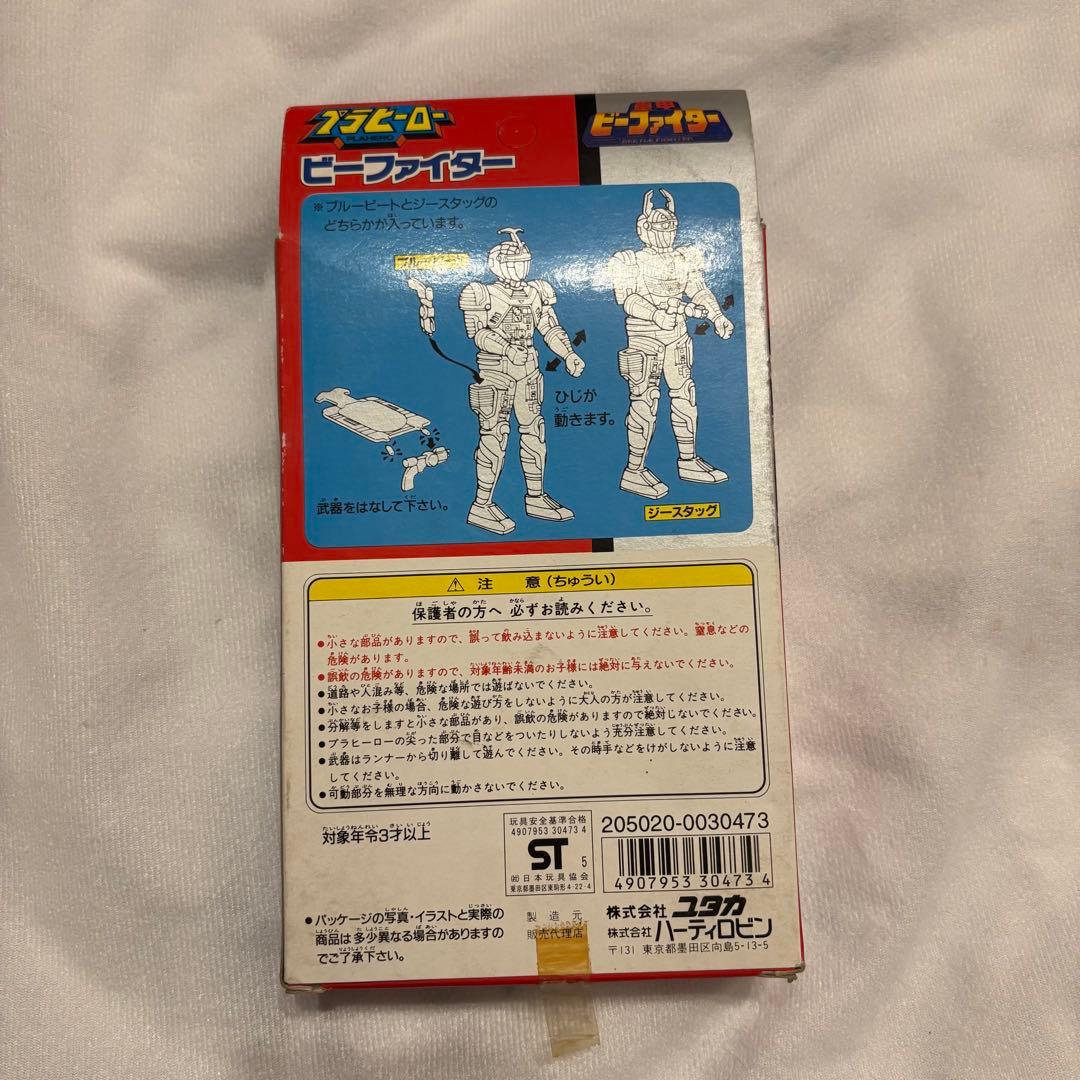 プラヒーロー
PLAHERO
ビーファイター
重甲
ビーファイター
BEETLE FIGHTER
※ブルービートとジースタッグの
どちらかが入っています。
ブルービート
ひじが
動きます。
武器をはなして下さい。
ジースタッグ
⚠ 注 意(ちゅうい)
保護者の方へ 必ずお読みください。
●小さな部品がありますので、誤って飲み込まないように注意してください。窒息などの
危険があります。
●誤飲の危険がありますので、対象年齢未満のお子様には絶対に与えないでください。
●道路や人混み等、危険な場所では遊ばないでください。
●小さなお子様の場合、危険な遊び方をしないように大人の方が注意してください。
●分解等をしますと小さな部品があり、誤飲の危険がありますので絶対しないでください。
●プラヒーローの尖った部分で目などをついたりしないよう充分注意してください。
●武器はランナーから切り離して遊んでください。その時手などをけがしないように注意
してください。
●可動部分を無理な方向に動かさないでください。
対象年令3才以上
玩具安全基準合格
4907953 30473 4
ST 5
㈳日本玩具協会
東京都墨田区東駒形4-22-4
205020-0030473
4907953 304734
●パッケージの写真・イラストと実際の
商品は多少異なる場合がありますの
でご了承下さい。
製造元 株式会社 ユタカ
販売代理店 株式会社 ハーティロビン
〒131 東京都墨田区向島5-13-5